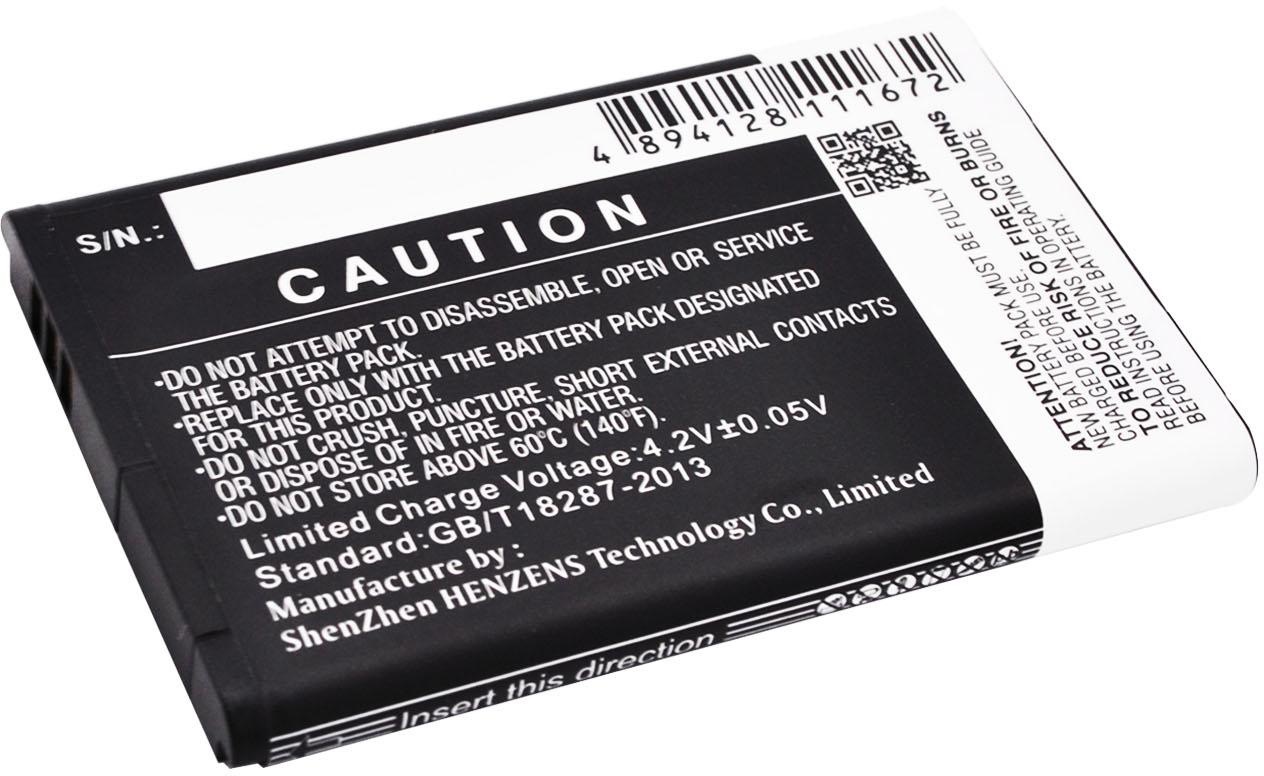 4 894128 111672
S/N.:
CAUTION
•DO NOT ATTEMPT TO DISASSEMBLE, OPEN OR SERVICE
THE BATTERY PACK.
•REPLACE ONLY WITH THE BATTERY PACK DESIGNATED
FOR THIS PRODUCT.
•DO NOT CRUSH, PUNCTURE, SHORT EXTERNAL CONTACTS
OR DISPOSE OF IN FIRE OR WATER.
•DO NOT STORE ABOVE 60°C (140°F).
Limited Charge Voltage:4.2V±0.05V
Standard:GB/T18287-2013
Manufacture by:
ShenZhen HENZENS Technology Co., Limited
Insert this direction
ATTENTION!
NEW BATTERY PACK MUST BE FULLY
CHARGED BEFORE USE.
TO REDUCE RISK OF FIRE OR BURNS
READ INSTRUCTIONS IN OPERATING GUIDE
BEFORE USING THE BATTERY.